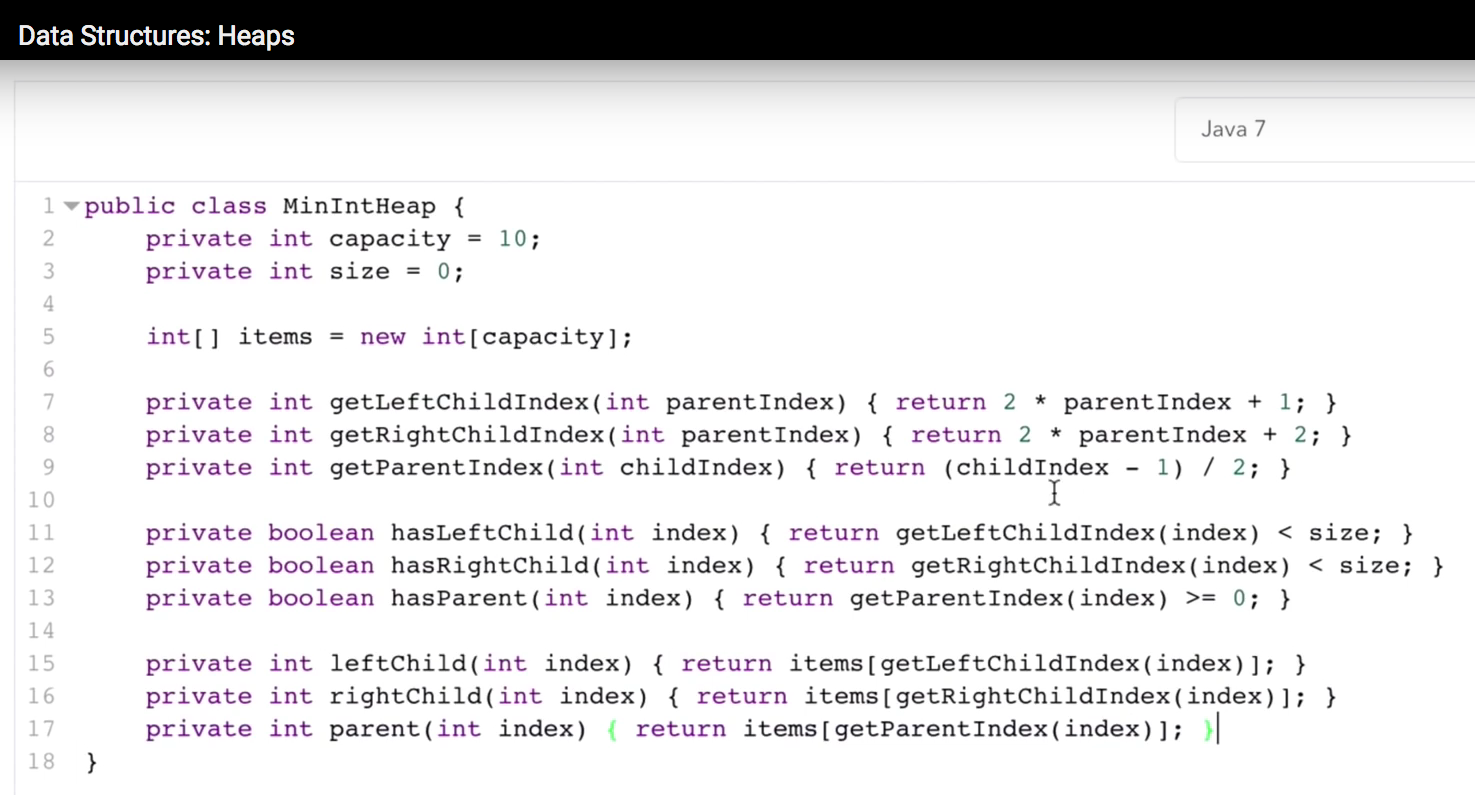 Data Structures: Heaps
Java 7
1 public class MinIntHeap {
2 private int capacity = 10;
3 private int size = 0;
4
5 int[] items = new int[capacity];
6
7 private int getLeftChildIndex(int parentIndex) { return 2 * parentIndex + 1; }
8 private int getRightChildIndex(int parentIndex) { return 2 * parentIndex + 2; }
9 private int getParentIndex(int childIndex) { return (childIndex - 1) / 2; }
10
11 private boolean hasLeftChild(int index) { return getLeftChildIndex(index) < size; }
12 private boolean hasRightChild(int index) { return getRightChildIndex(index) < size; }
13 private boolean hasParent(int index) { return getParentIndex(index) >= 0; }
14
15 private int leftChild(int index) { return items[getLeftChildIndex(index)]; }
16 private int rightChild(int index) { return items[getRightChildIndex(index)]; }
17 private int parent(int index) { return items[getParentIndex(index)]; }
18 }